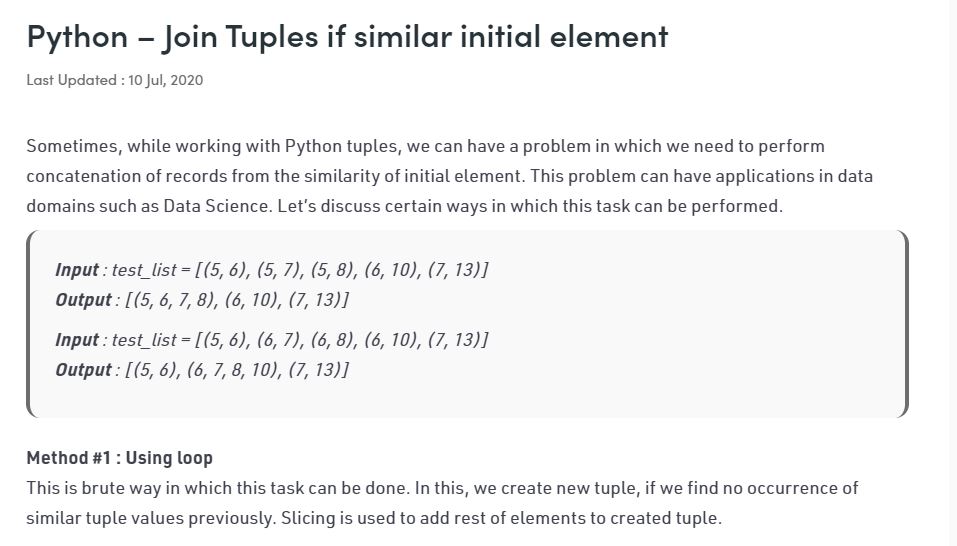 Python – Join Tuples if similar initial element
Last Updated : 10 Jul, 2020
Sometimes, while working with Python tuples, we can have a problem in which we need to perform
concatenation of records from the similarity of initial element. This problem can have applications in data
domains such as Data Science. Let’s discuss certain ways in which this task can be performed.
Input : test_list = [(5, 6), (5, 7), (5, 8), (6, 10), (7, 13)]
Output : [(5, 6, 7, 8), (6, 10), (7, 13)]
Input : test_list = [(5, 6), (6, 7), (6, 8), (6, 10), (7, 13)]
Output : [(5, 6), (6, 7, 8, 10), (7, 13)]
Method #1 : Using loop
This is brute way in which this task can be done. In this, we create new tuple, if we find no occurrence of
similar tuple values previously. Slicing is used to add rest of elements to created tuple.